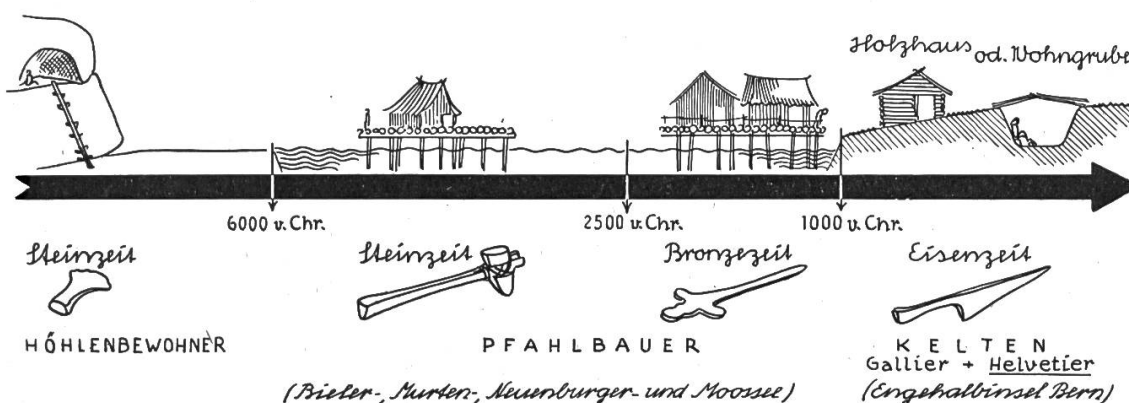 Holzhaus od. Wohngrube
6000 v. Chr.
2500 v. Chr.
1000 v. Chr.
Steinzeit
Steinzeit
Bronzezeit
Eisenzeit
HÖHLENBEWOHNER
PFAHLBAUER
KELTEN
Gallier + Helvetier
(Bieler-, Murten-, Neuenburger- und Moossee)
(Engehalbinsel Bern)